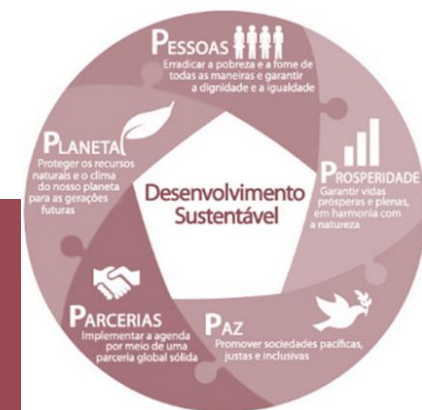 PESSOAS
Erradicar a pobreza e a fome de
todas as maneiras e garantir
a dignidade e a igualdade
PLANETA
Proteger os recursos
naturais e o clima
do nosso planeta
para as gerações
futuras
Desenvolvimento
Sustentável
PROSPERIDADE
Garantir vidas
prósperas e plenas,
em harmonia com
a natureza
PARCERIAS
Implementar a agenda
por meio de uma
parceria global sólida
PAZ
Promover sociedades pacíficas,
justas e inclusivas